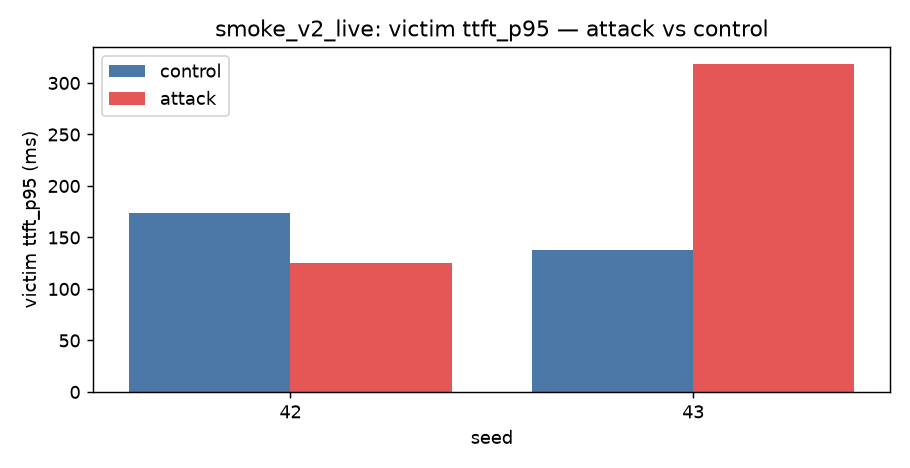 smoke_v2_live: victim ttft_p95 — attack vs control
control
attack
victim ttft_p95 (ms)
300
250
200
150
100
50
0
42
43
seed